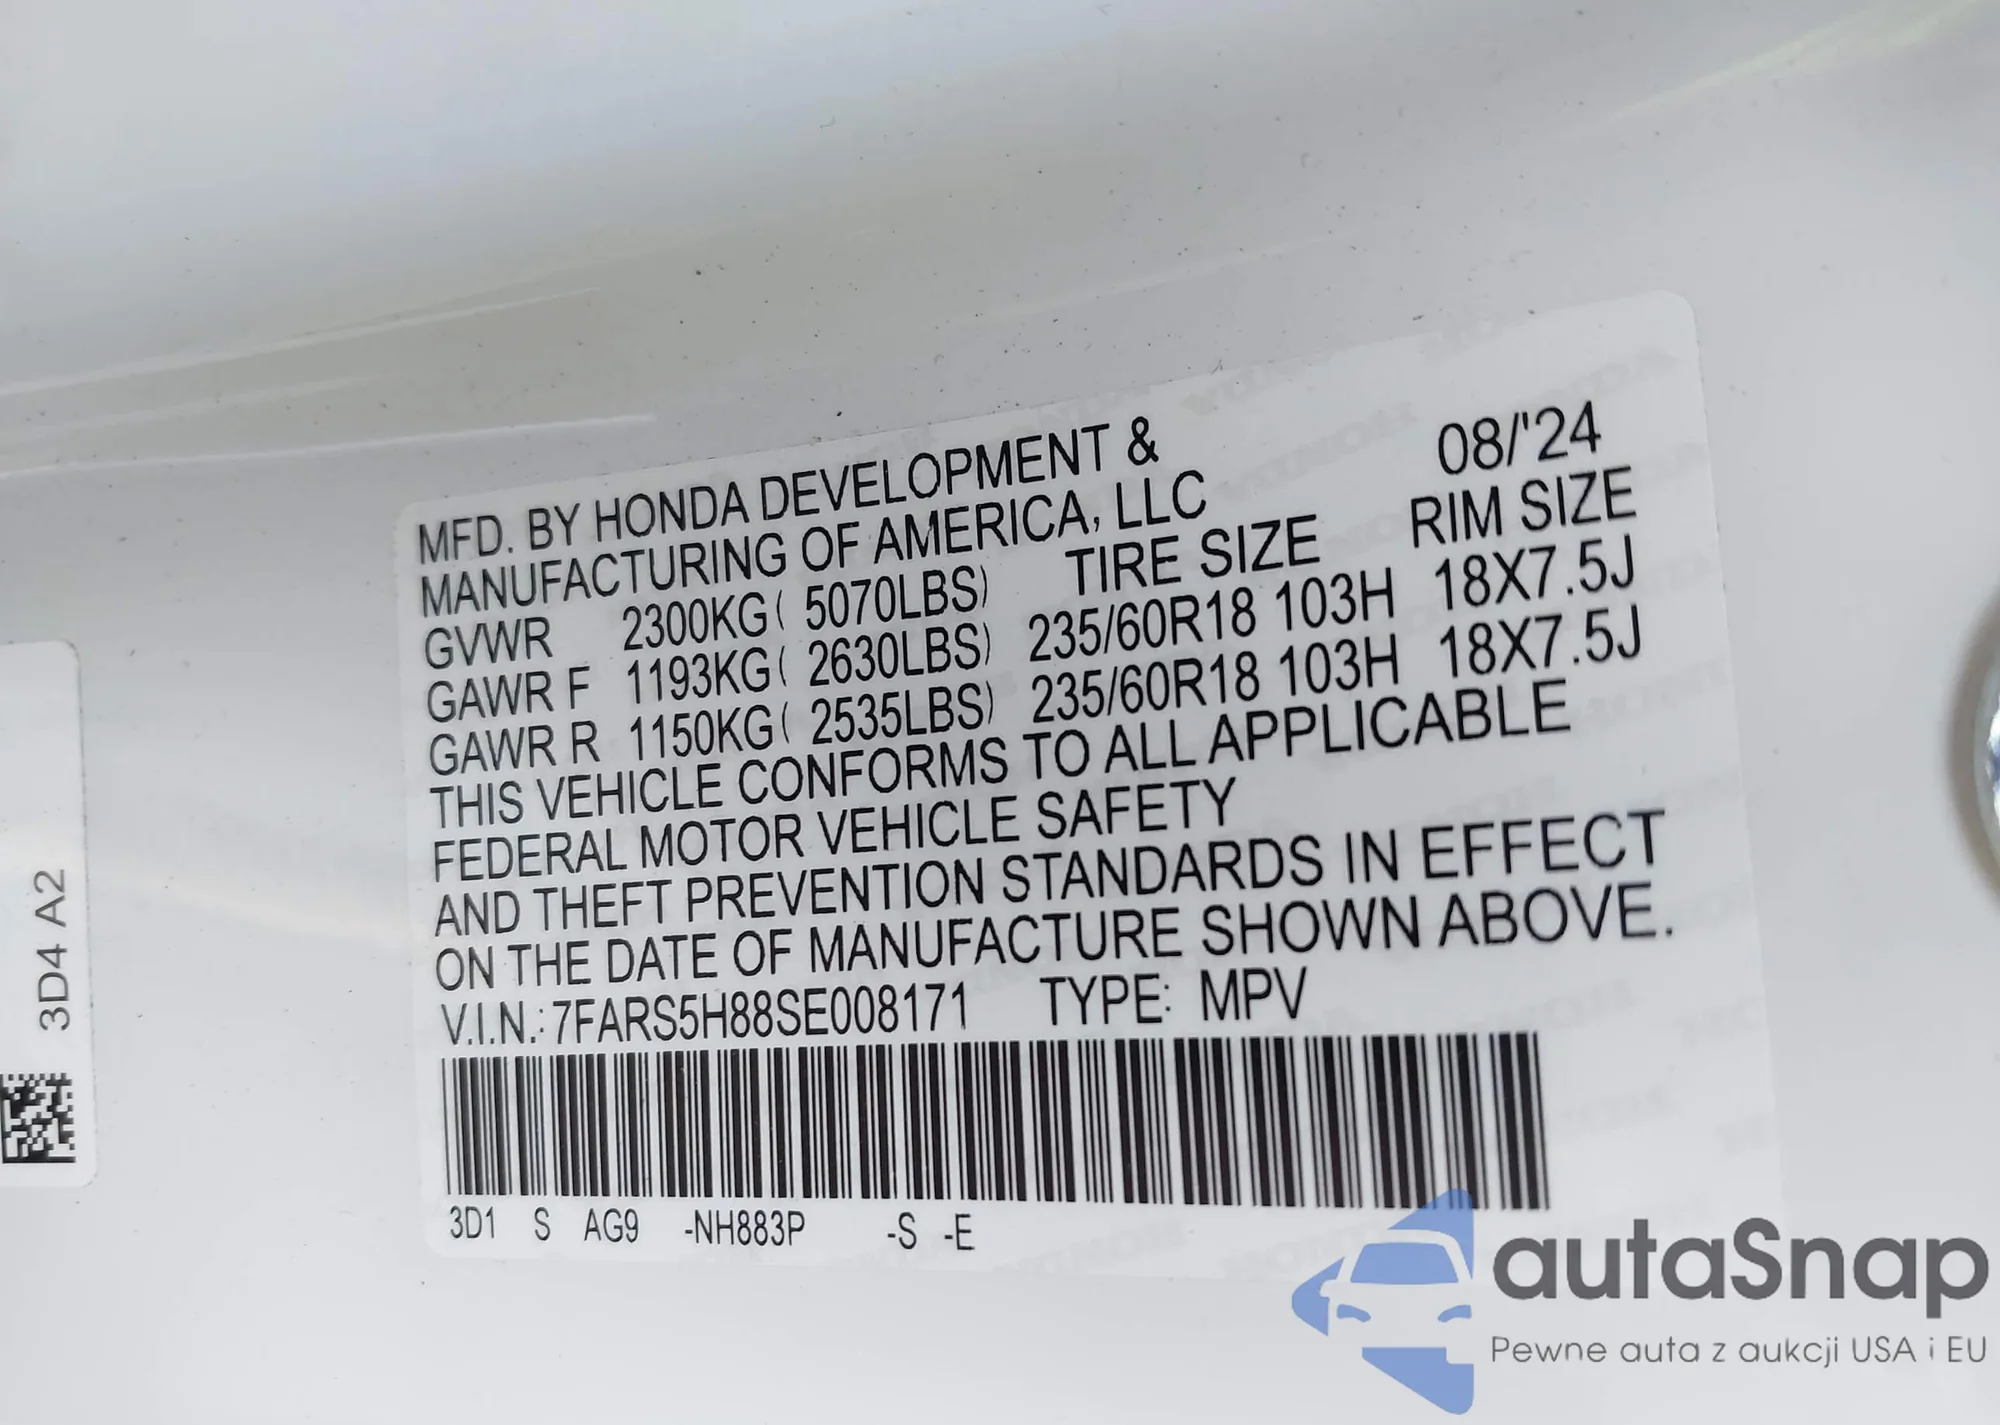 MFD. BY HONDA DEVELOPMENT & 08/'24
MANUFACTURING OF AMERICA, LLC
TIRE SIZE RIM SIZE
GVWR 2300KG( 5070LBS)
GAWR F 1193KG( 2630LBS) 235/60R18 103H 18X7.5J
GAWR R 1150KG( 2535LBS) 235/60R18 103H 18X7.5J
THIS VEHICLE CONFORMS TO ALL APPLICABLE
FEDERAL MOTOR VEHICLE SAFETY
AND THEFT PREVENTION STANDARDS IN EFFECT
ON THE DATE OF MANUFACTURE SHOWN ABOVE.
V.I.N.: 7FARS5H88SE008171 TYPE: MPV
3D1 S AG9 -NH883P -S -E
3D4 A2
autaSnap
Pewne auta z aukcji USA i EU